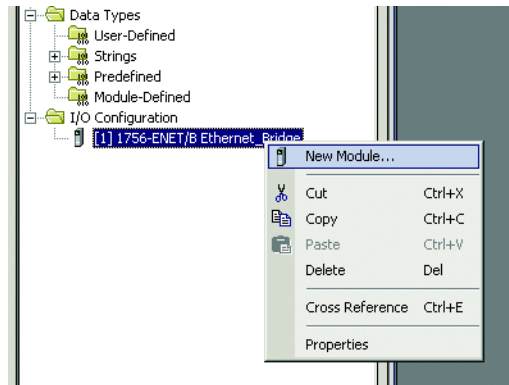 Data Types
User-Defined
Strings
Predefined
Module-Defined
I/O Configuration
[1] 1756-ENET/B Ethernet_Bridge
New Module...
Cut Ctrl+X
Copy Ctrl+C
Paste Ctrl+V
Delete Del
Cross Reference Ctrl+E
Properties